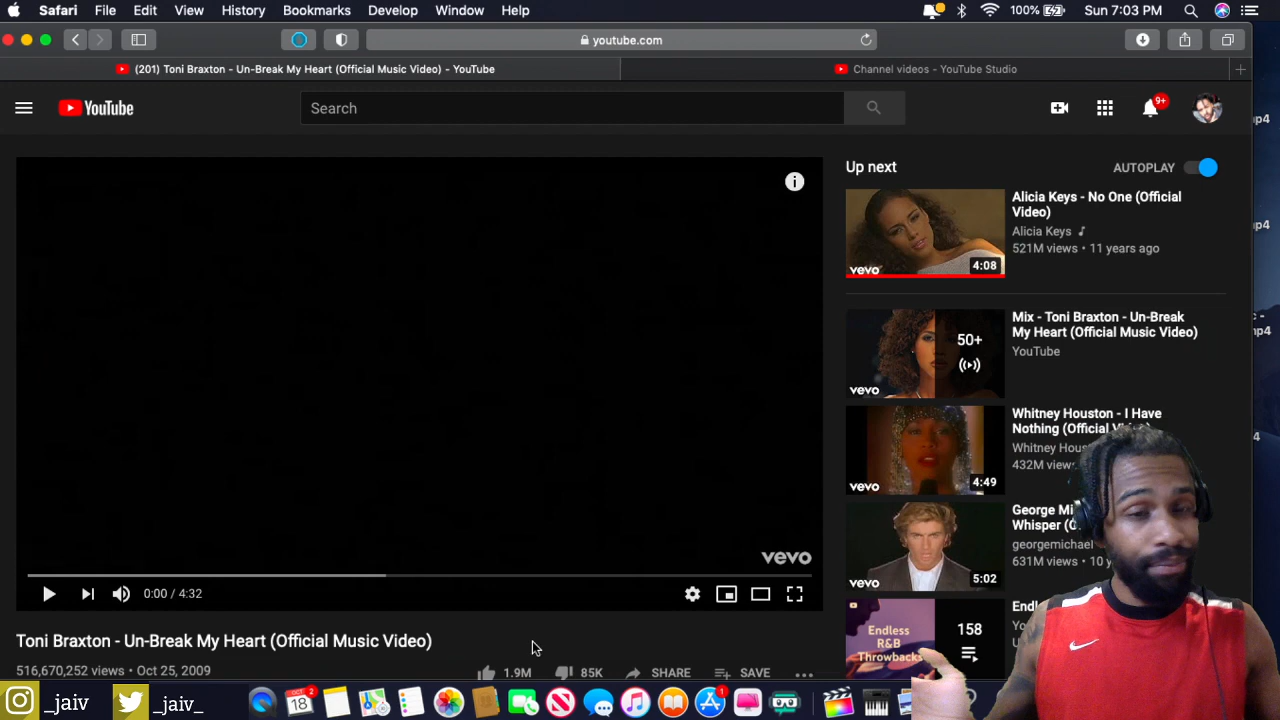 Safari File Edit View History Bookmarks Develop Window Help 100% Sun 7:03 PM
youtube.com
(201) Toni Braxton - Un-Break My Heart (Official Music Video) - YouTube
Channel videos - YouTube Studio
YouTube
Search
9+
Up next
AUTOPLAY
Alicia Keys - No One (Official
Video)
Alicia Keys
521M views • 11 years ago
vevo
4:08
Mix - Toni Braxton - Un-Break
My Heart (Official Music Video)
YouTube
50+
vevo
Whitney Houston - I Have
Nothing (Official
432M views
vevo
4:49
George
Whisper
georgemichael
631M views • 10
5:02
158
Endless
R&B
Throwbacks
vevo
0:00 / 4:32
Toni Braxton - Un-Break My Heart (Official Music Video)
516,670,252 views • Oct 25, 2009
1.9M 85K SHARE SAVE
_jaiv _jaiv_
OCT
18
2
1
mp4